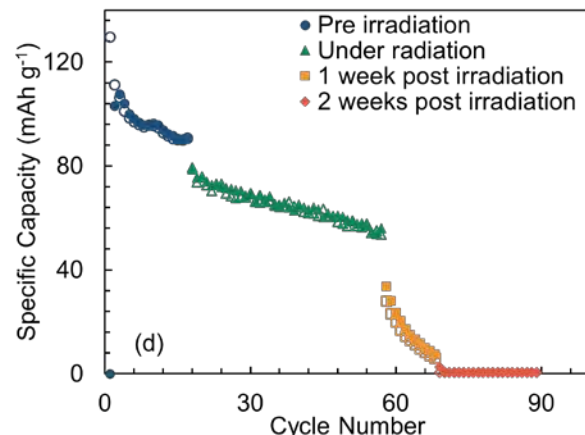 Pre irradiation
Under radiation
1 week post irradiation
2 weeks post irradiation
Specific Capacity (mAh g⁻¹)
120
80
40
0
(d)
0
30
60
90
Cycle Number